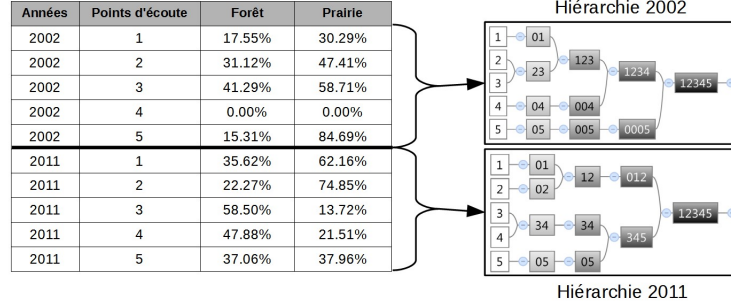 Hiérarchie 2002
Années Points d'écoute Forêt Prairie
2002 1 17.55% 30.29%
2002 2 31.12% 47.41%
2002 3 41.29% 58.71%
2002 4 0.00% 0.00%
2002 5 15.31% 84.69%
2011 1 35.62% 62.16%
2011 2 22.27% 74.85%
2011 3 58.50% 13.72%
2011 4 47.88% 21.51%
2011 5 37.06% 37.96%
1 01
2 123
23 1234
3 12345
4 04 004
5 05 005 0005
1 01
12 012
2 02
12345
3
34 34
345
4
5 05 05
Hiérarchie 2011